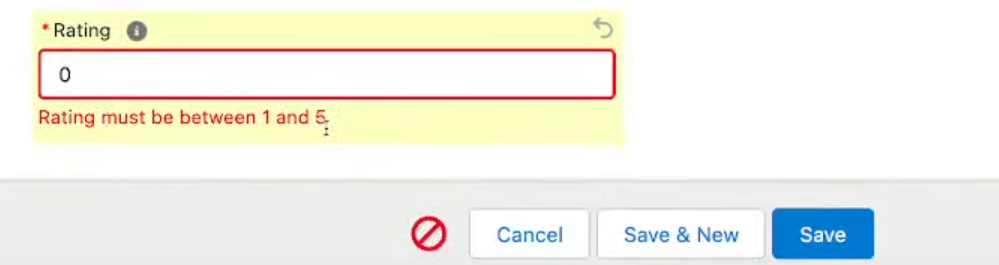 * Rating
0
Rating must be between 1 and 5
Cancel Save & New Save